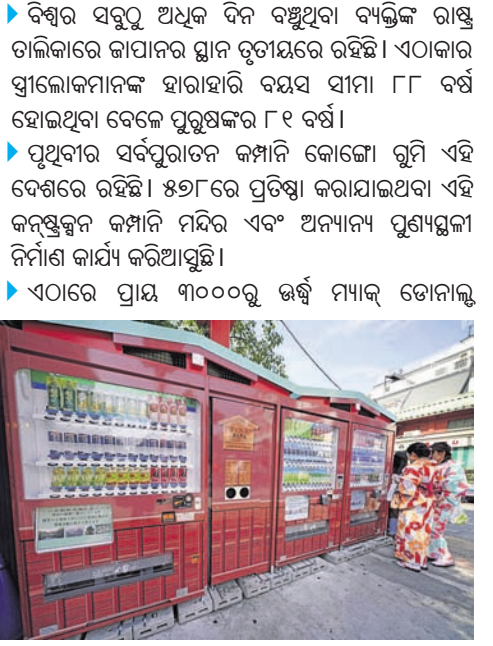 ବିଶ୍ୱର ସବୁଠୁ ଅଧିକ ଦିନ ବଞ୍ଚୁଥିବା ବ୍ୟକ୍ତିଙ୍କ ରାଷ୍ଟ୍ର
ତାଲିକାରେ ଜାପାନର ସ୍ଥାନ ତୃତୀୟରେ ରହିଛି । ଏଠାକାର
ସ୍ତ୍ରୀଲୋକମାନଙ୍କ ହାରାହାରି ବୟସ ସୀମା ୮୮ ବର୍ଷ
ହୋଇଥିବା ବେଳେ ପୁରୁଷଙ୍କର ୮୧ ବର୍ଷ ।
ପୃଥିବୀର ସର୍ବପୁରାତନ କମ୍ପାନି କୋଙ୍ଗୋ ଗୁମି ଏହି
ଦେଶରେ ରହିଛି । ୫୭୮ରେ ପ୍ରତିଷ୍ଠା କରାଯାଇଥବା ଏହି
କନ୍‌ଷ୍ଟ୍ରକ୍ସନ କମ୍ପାନି ମନ୍ଦିର ଏବଂ ଅନ୍ୟାନ୍ୟ ପୁଣ୍ୟସ୍ଥଳୀ
ନିର୍ମାଣ କାର୍ଯ୍ୟ କରିଆସୁଛି ।
ଏଠାରେ ପ୍ରାୟ ୩୦୦୦ରୁ ଊର୍ଦ୍ଧ୍ୱ ମ୍ୟାକ୍ ଡୋନାଲ୍ଡ